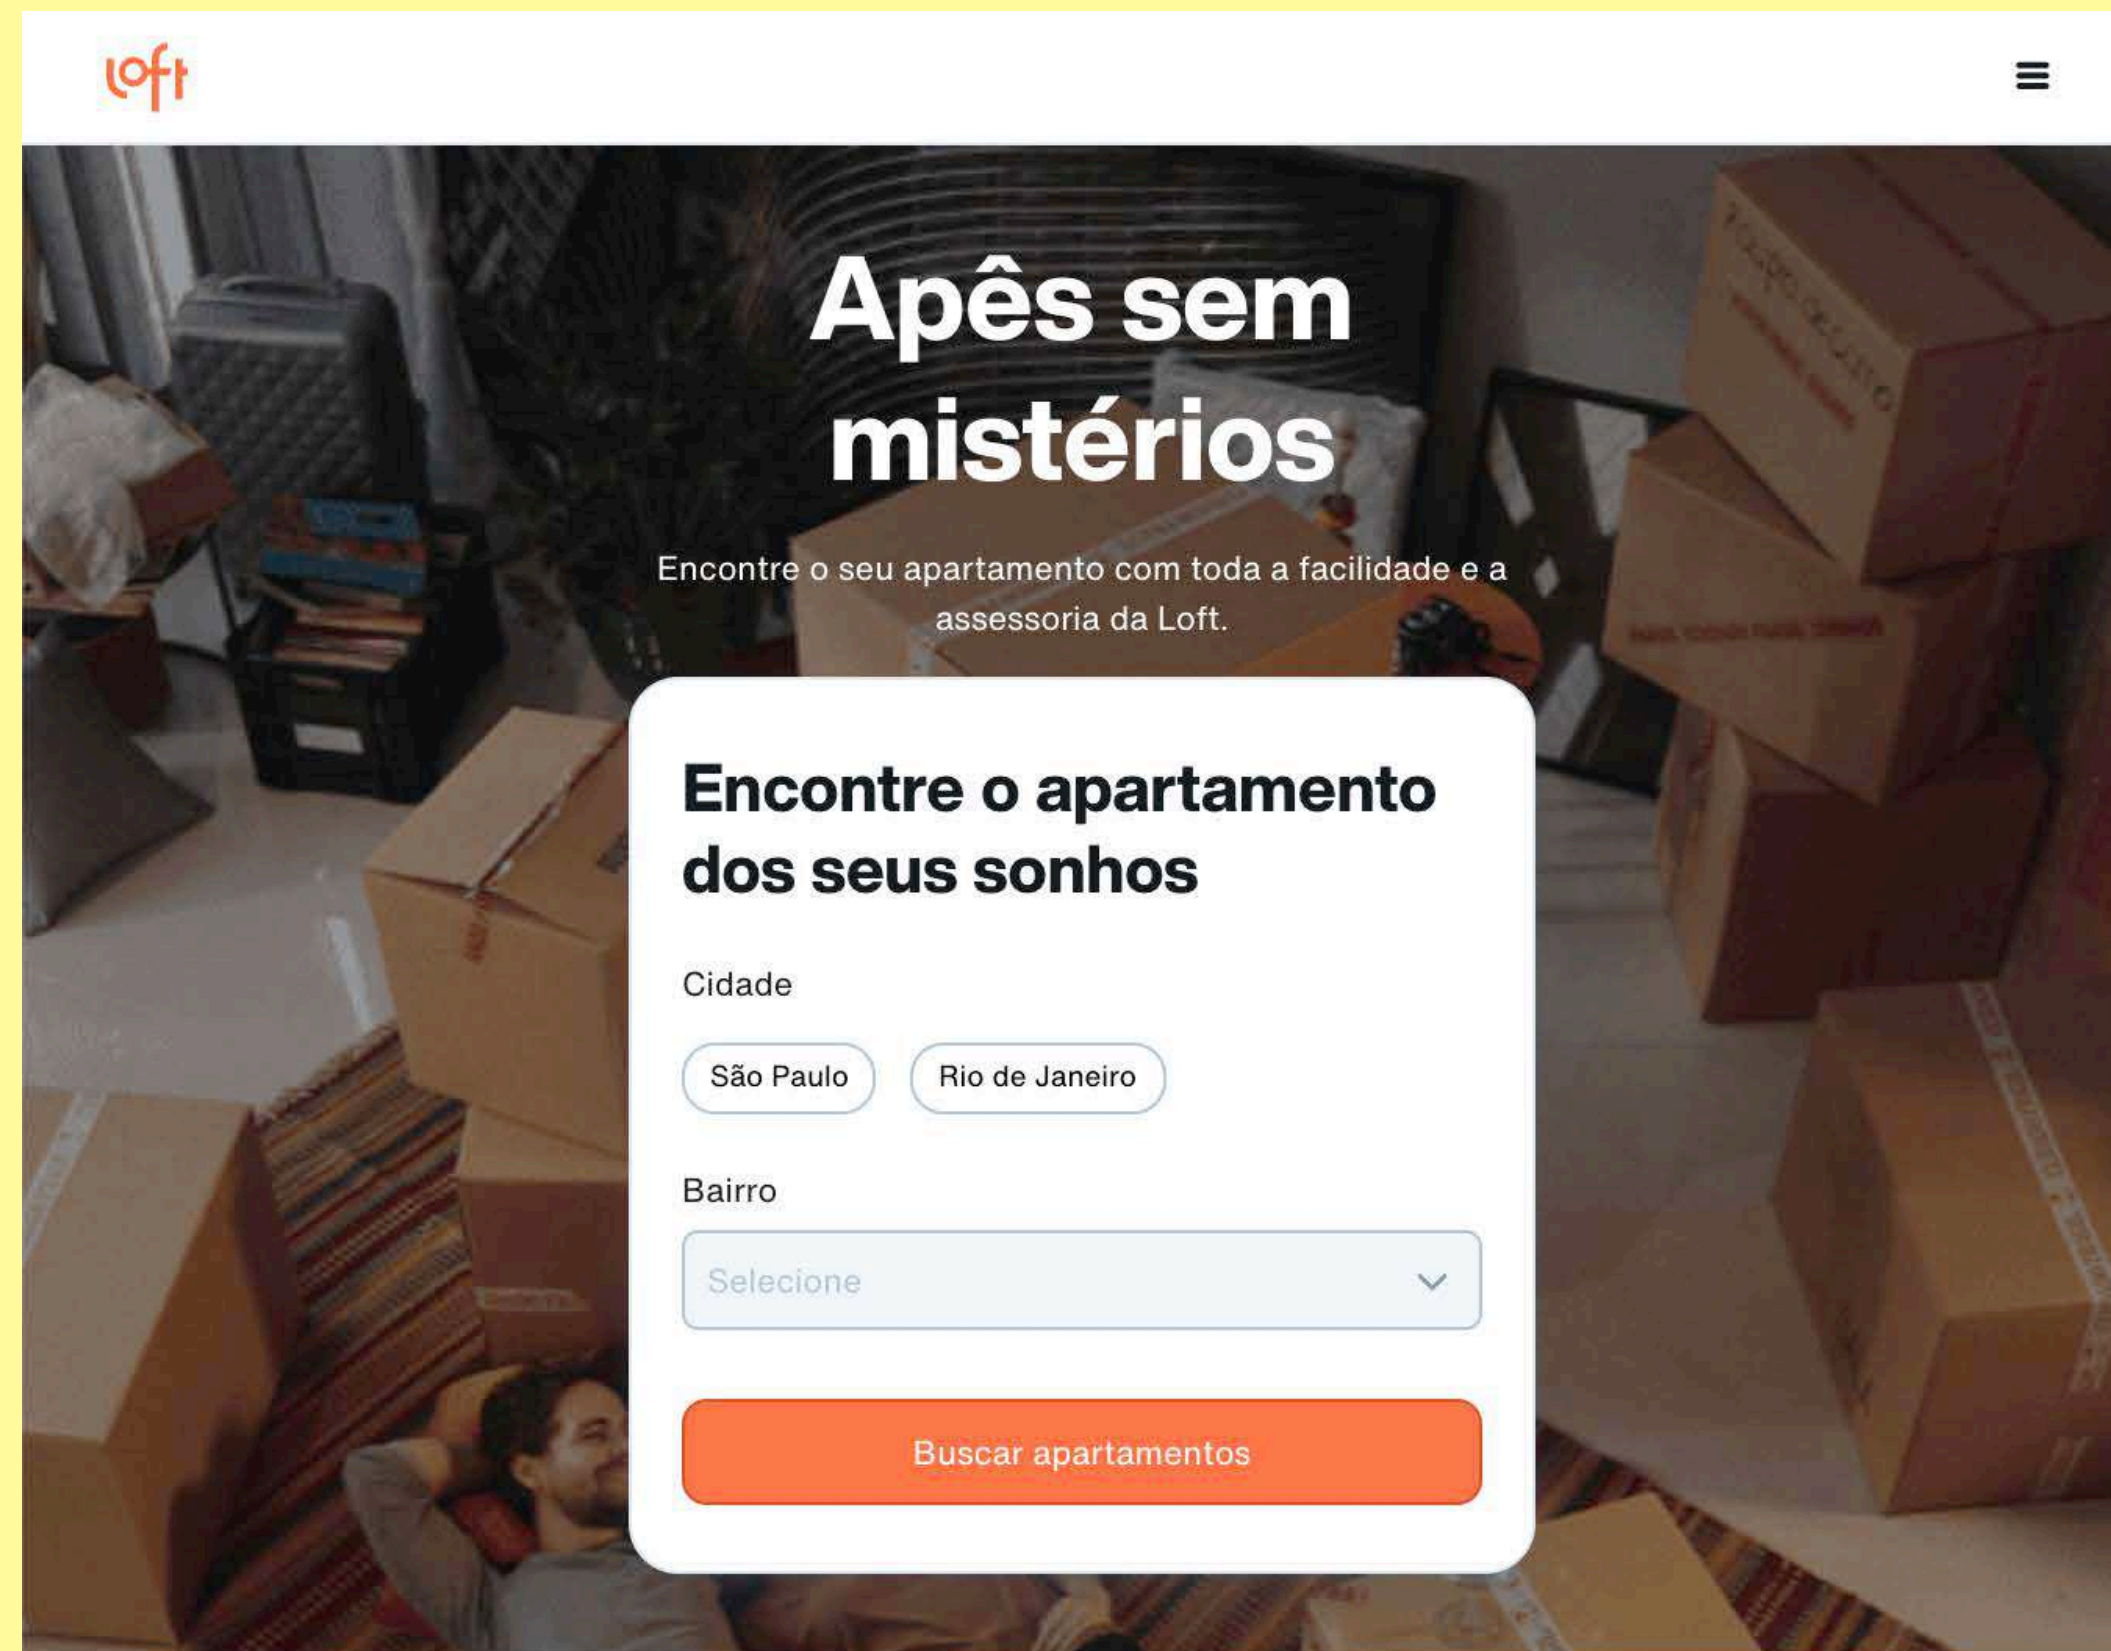 Loft
Apês sem
mistérios
Encontre o seu apartamento com toda a facilidade e a
assessoria da Loft.
Encontre o apartamento
dos seus sonhos
Cidade
São Paulo
Rio de Janeiro
Bairro
Selecione
Buscar apartamentos